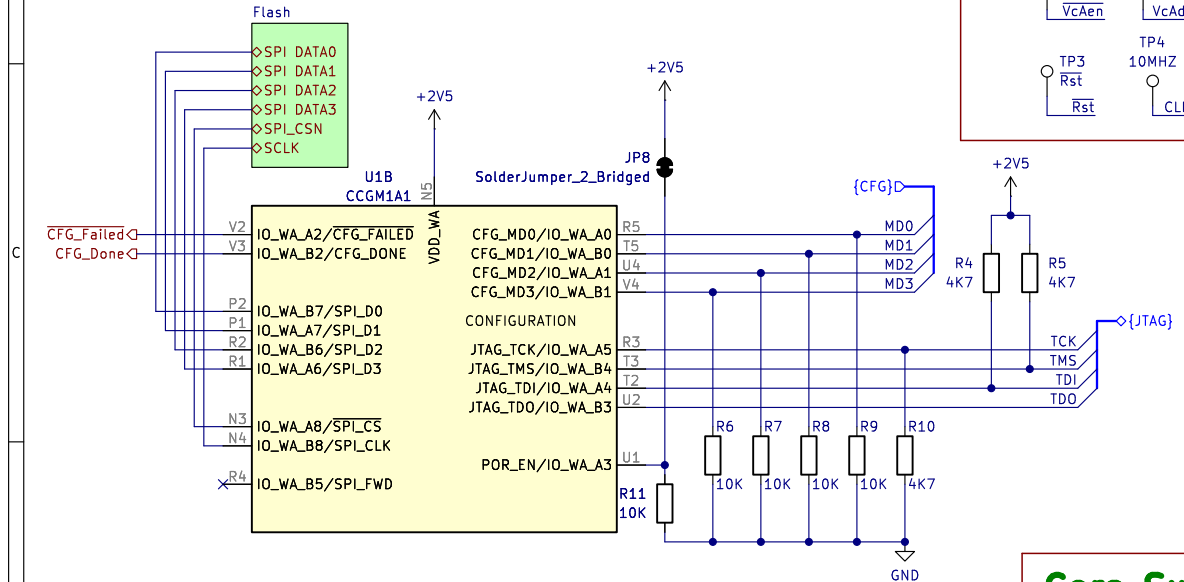 Flash
SPI DATA0
SPI DATA1
SPI DATA2
SPI DATA3
SPI_CSN
SCLK
+2V5
U1B
CCGM1A1
N5
VDD_WA
CFG_Failed
CFG_Done
V2
V3
P2
P1
R2
R1
N3
N4
R4
IO_WA_A2/CFG_FAILED
IO_WA_B2/CFG_DONE
IO_WA_B7/SPI_D0
IO_WA_A7/SPI_D1
IO_WA_B6/SPI_D2
IO_WA_A6/SPI_D3
IO_WA_A8/SPI_CS
IO_WA_B8/SPI_CLK
IO_WA_B5/SPI_FWD
CFG_MD0/IO_WA_A0
CFG_MD1/IO_WA_B0
CFG_MD2/IO_WA_A1
CFG_MD3/IO_WA_B1
CONFIGURATION
JTAG_TCK/IO_WA_A5
JTAG_TMS/IO_WA_B4
JTAG_TDI/IO_WA_A4
JTAG_TDO/IO_WA_B3
POR_EN/IO_WA_A3
R5
T5
U4
V4
R3
T3
T2
U2
U1
+2V5
JP8
SolderJumper_2_Bridged
{CFG}
MD0
MD1
MD2
MD3
+2V5
R4
4K7
R5
4K7
{JTAG}
TCK
TMS
TDI
TDO
R6
10K
R7
10K
R8
10K
R9
10K
R10
4K7
R11
10K
GND
VcAen
VcAd
TP3
Rst
Rst
TP4
10MHZ
CL
C